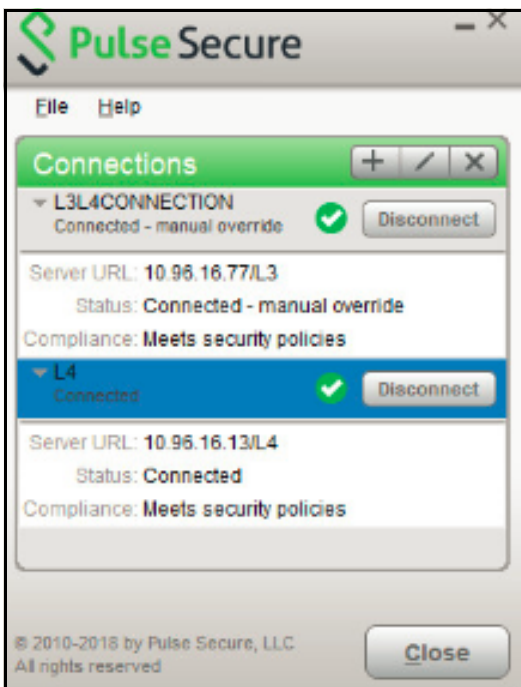 Pulse Secure
File Help
Connections
L3L4CONNECTION
Connected - manual override
Disconnect
Server URL: 10.96.16.77/L3
Status: Connected - manual override
Compliance: Meets security policies
L4
Connected
Disconnect
Server URL: 10.96.16.13/L4
Status: Connected
Compliance: Meets security policies
© 2010-2018 by Pulse Secure, LLC
All rights reserved
Close